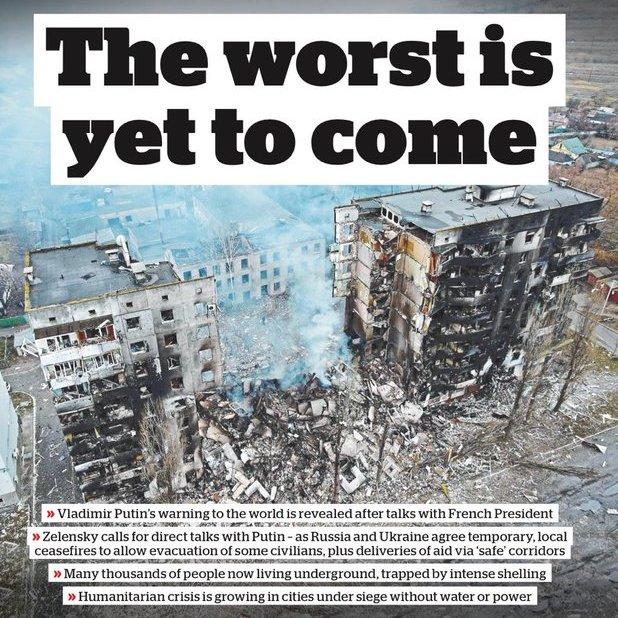 The worst is
yet to come
» Vladimir Putin's warning to the world is revealed after talks with French President
» Zelensky calls for direct talks with Putin – as Russia and Ukraine agree temporary, local
ceasefires to allow evacuation of some civilians, plus deliveries of aid via ‘safe’ corridors
» Many thousands of people now living underground, trapped by intense shelling
» Humanitarian crisis is growing in cities under siege without water or power